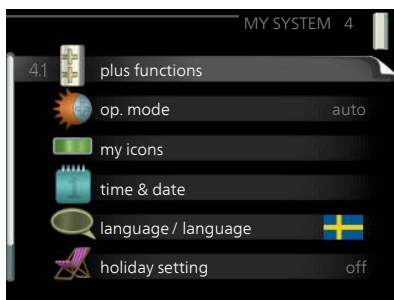 MY SYSTEM 4
4.1 plus functions
op. mode auto
my icons
time & date
1
language / language
holiday setting off